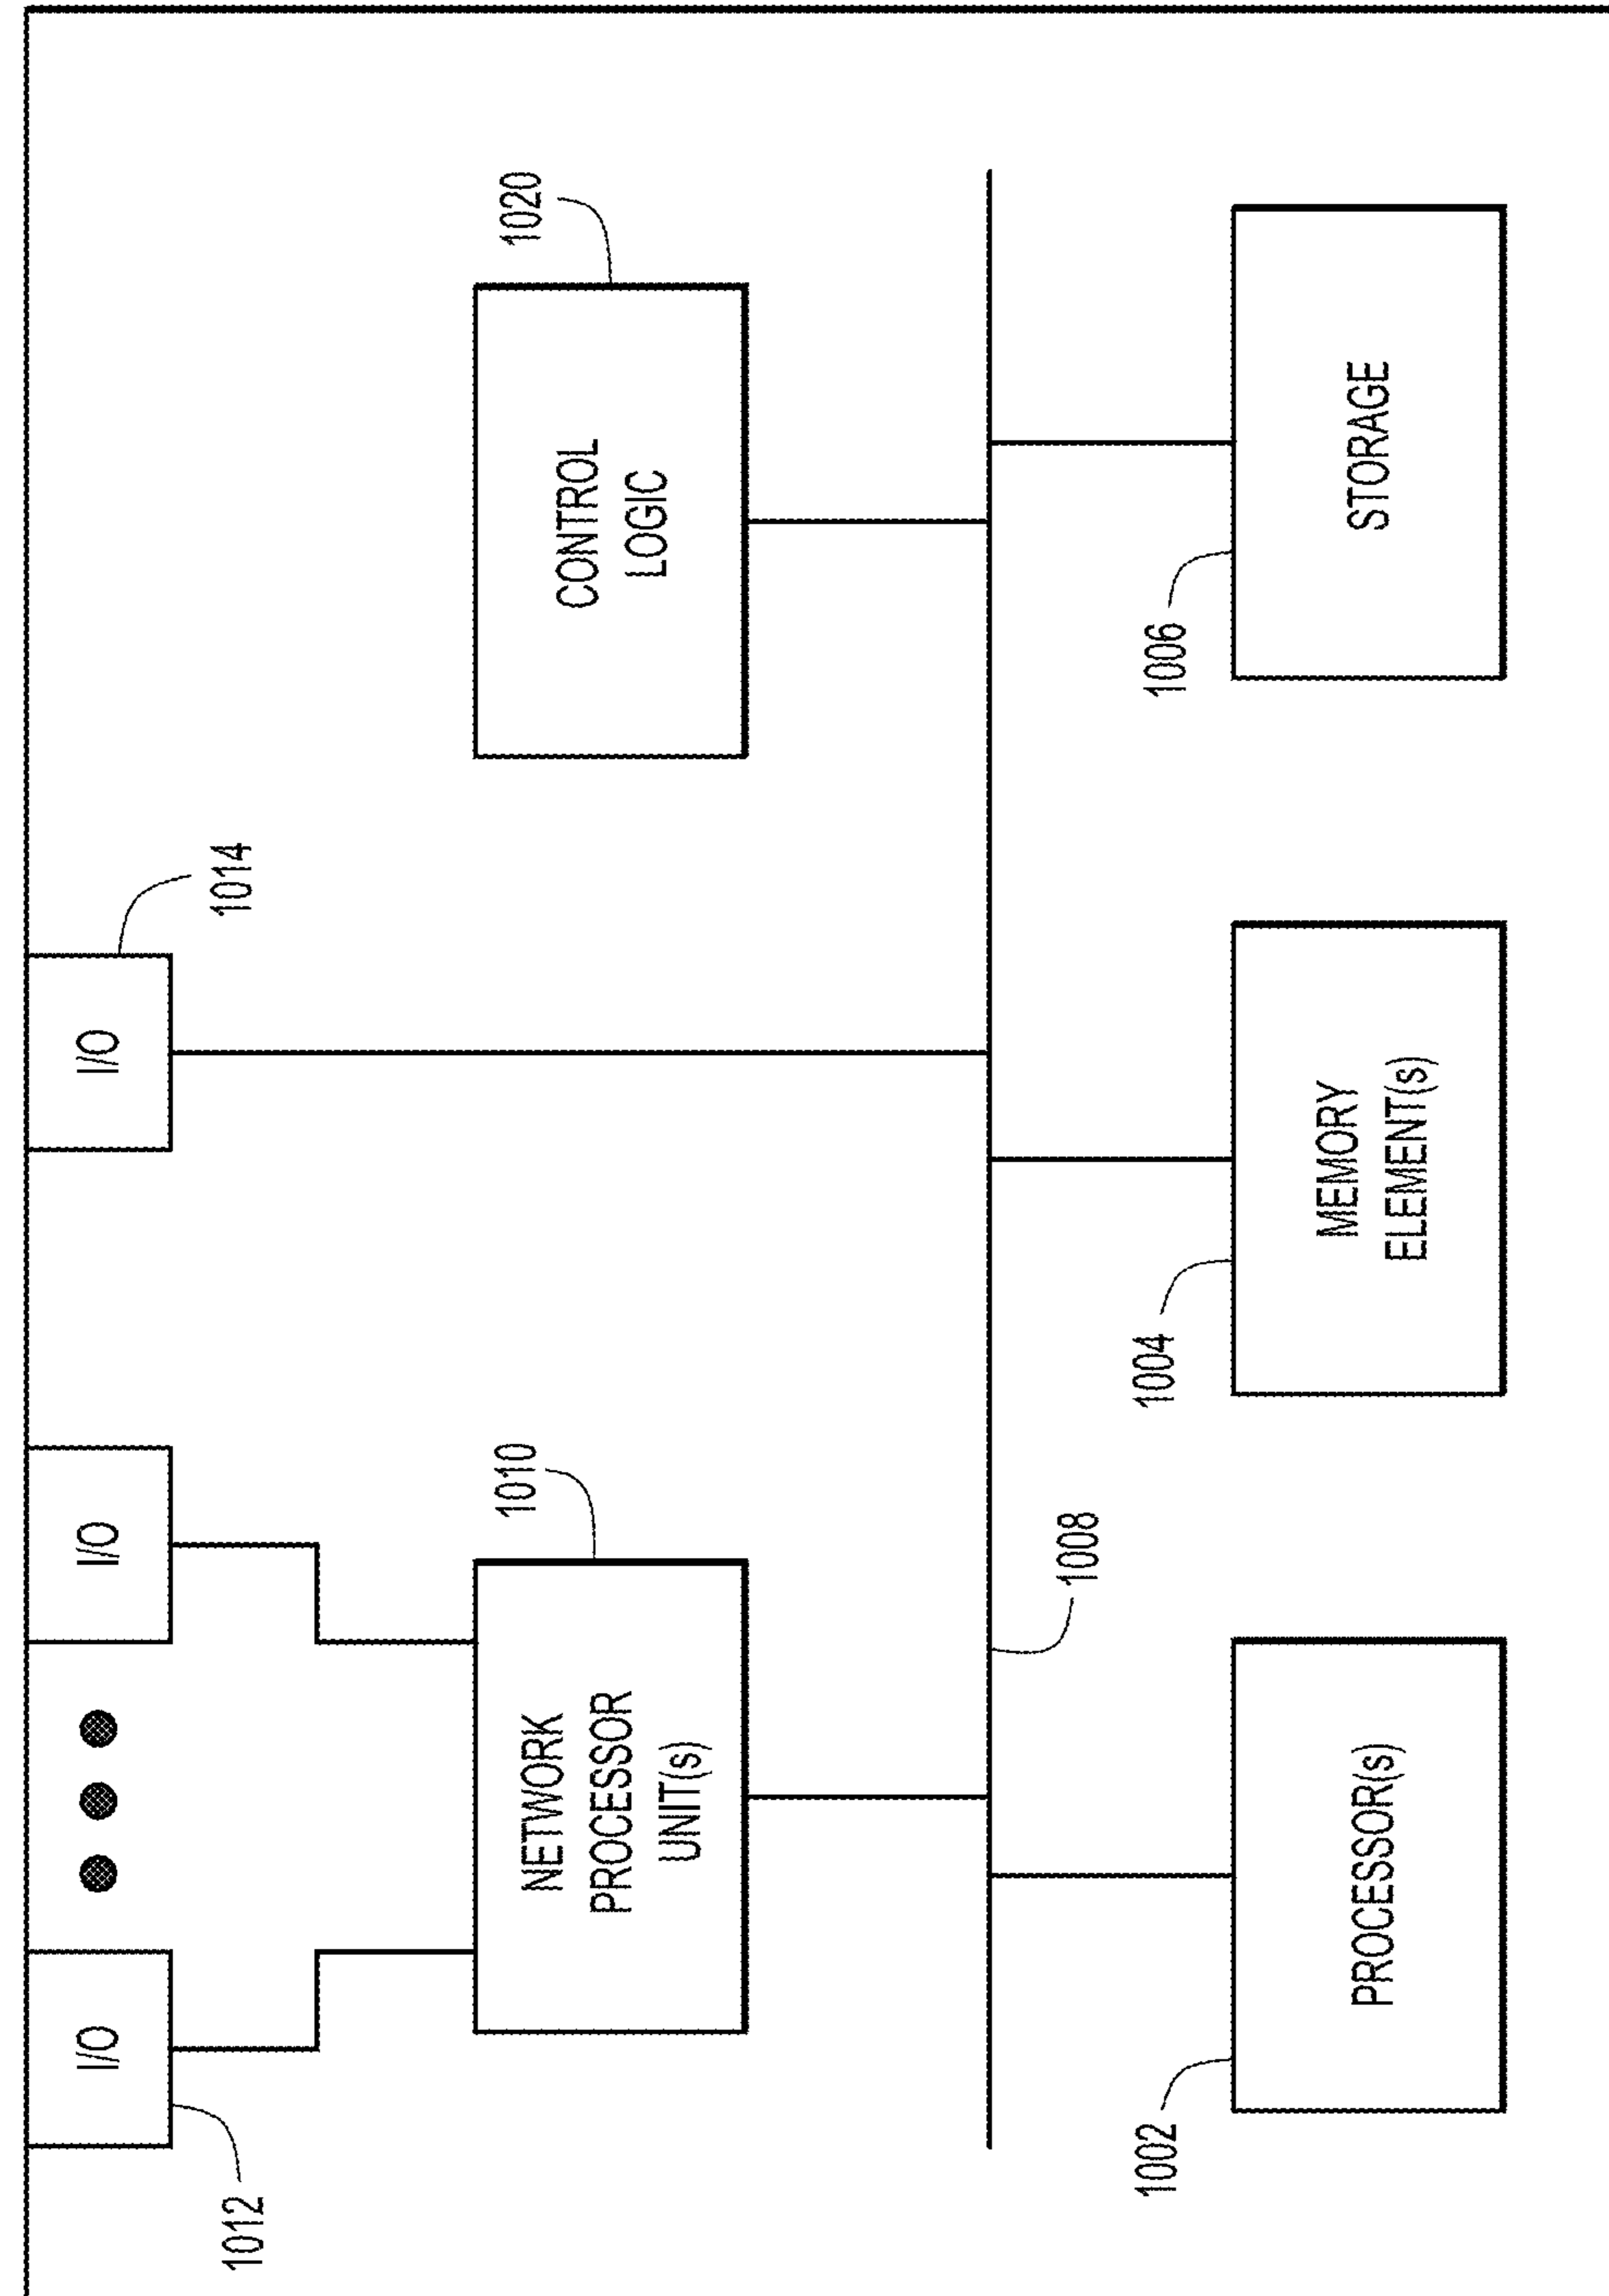 I/O
I/O
I/O
1012
1014
1010
1020
NETWORK
PROCESSOR
UNIT(s)
CONTROL
LOGIC
1008
1002
1004
1006
PROCESSOR(s)
MEMORY
ELEMENT(s)
STORAGE